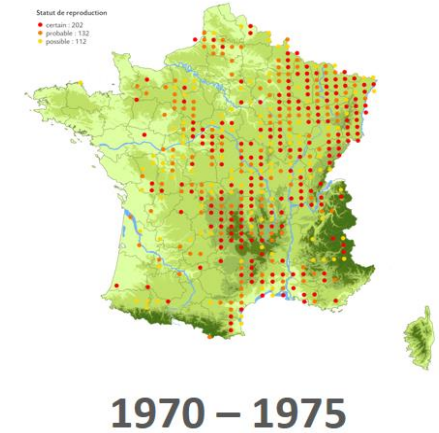 Statut de reproduction
certain : 202
probable : 132
possible : 112
1970 – 1975